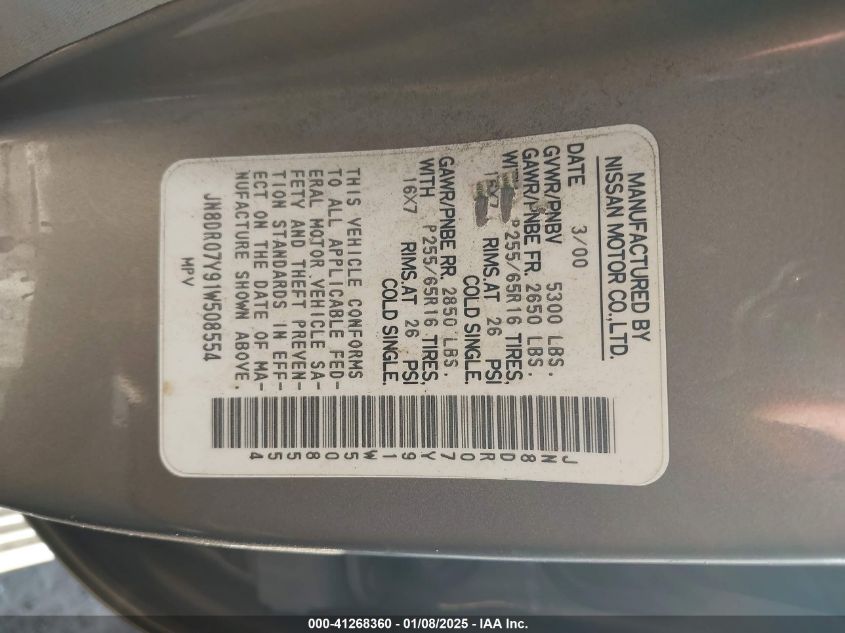 MANUFACTURED BY
NISSAN MOTOR CO.,LTD.
DATE 3/00
GVWR/PNBV 5300 LBS.
GAWR/PNBE FR. 2650 LBS.
WITH P255/65R16 TIRES,
16X7 RIMS.AT 26 PSI
COLD SINGLE.
GAWR/PNBE RR. 2850 LBS.
WITH P255/65R16 TIRES,
16X7 RIMS.AT 26 PSI
COLD SINGLE.
THIS VEHICLE CONFORMS
TO ALL APPLICABLE FED-
ERAL MOTOR VEHICLE SA-
FETY AND THEFT PREVEN-
TION STANDARDS IN EFF-
ECT ON THE DATE OF MA-
NUFACTURE SHOWN ABOVE.
JN8DR07Y91W508554
MPV
JN8DR07Y91W508554
000-41268360 — 01/08/2025 — IAA Inc.